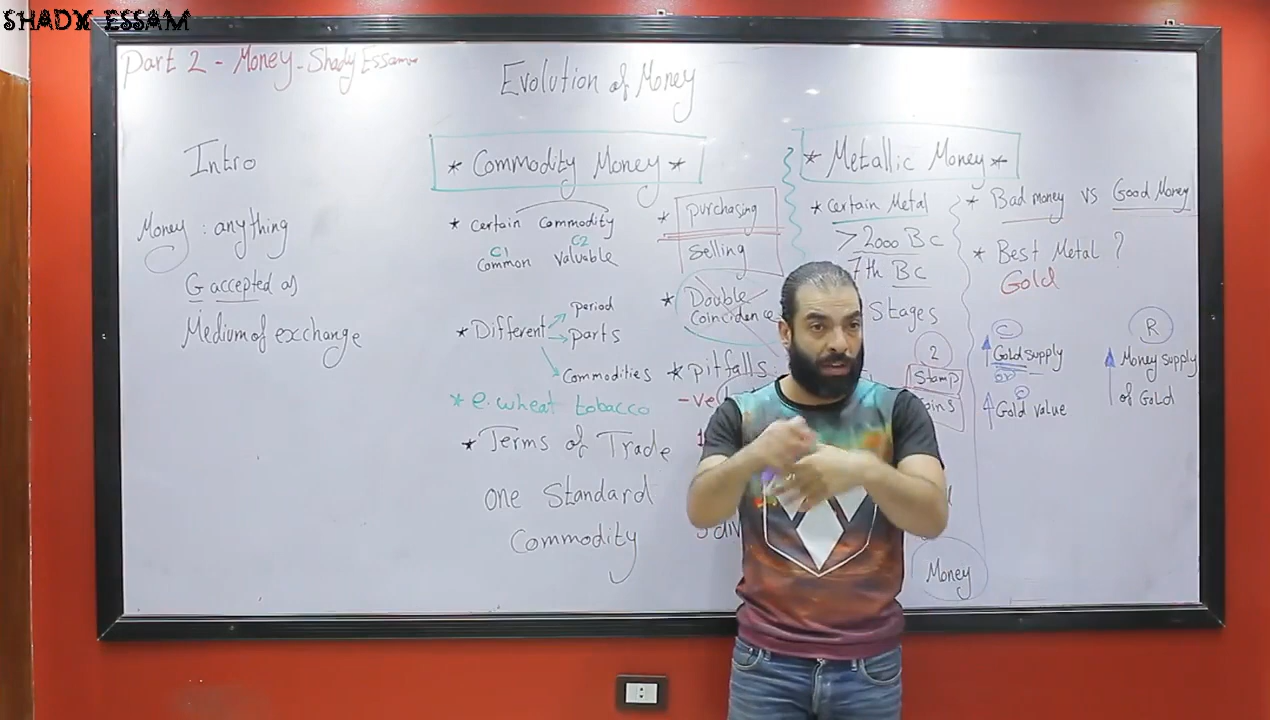 SHADX ESSAM
Part 2 - Money - Shady Essam
Evolution of Money
Intro
Money : anything
G accepted as
Medium of exchange
* Commodity Money *
* Certain Commodity
C1 C2
Common Valuable
* Different
period
parts
Commodities
* e. wheat tobacco
* Terms of Trade
one Standard
Commodity
* purchasing
Selling
* Double
Coincidence
* pitfalls
-ve
* Metallic Money *
* Certain Metal
> 2000 Bc
7th Bc
Stages
2
Stamp
Money
* Bad money VS Good Money
* Best Metal ?
Gold
C
Gold supply
Gold value
R
Money supply
of Gold